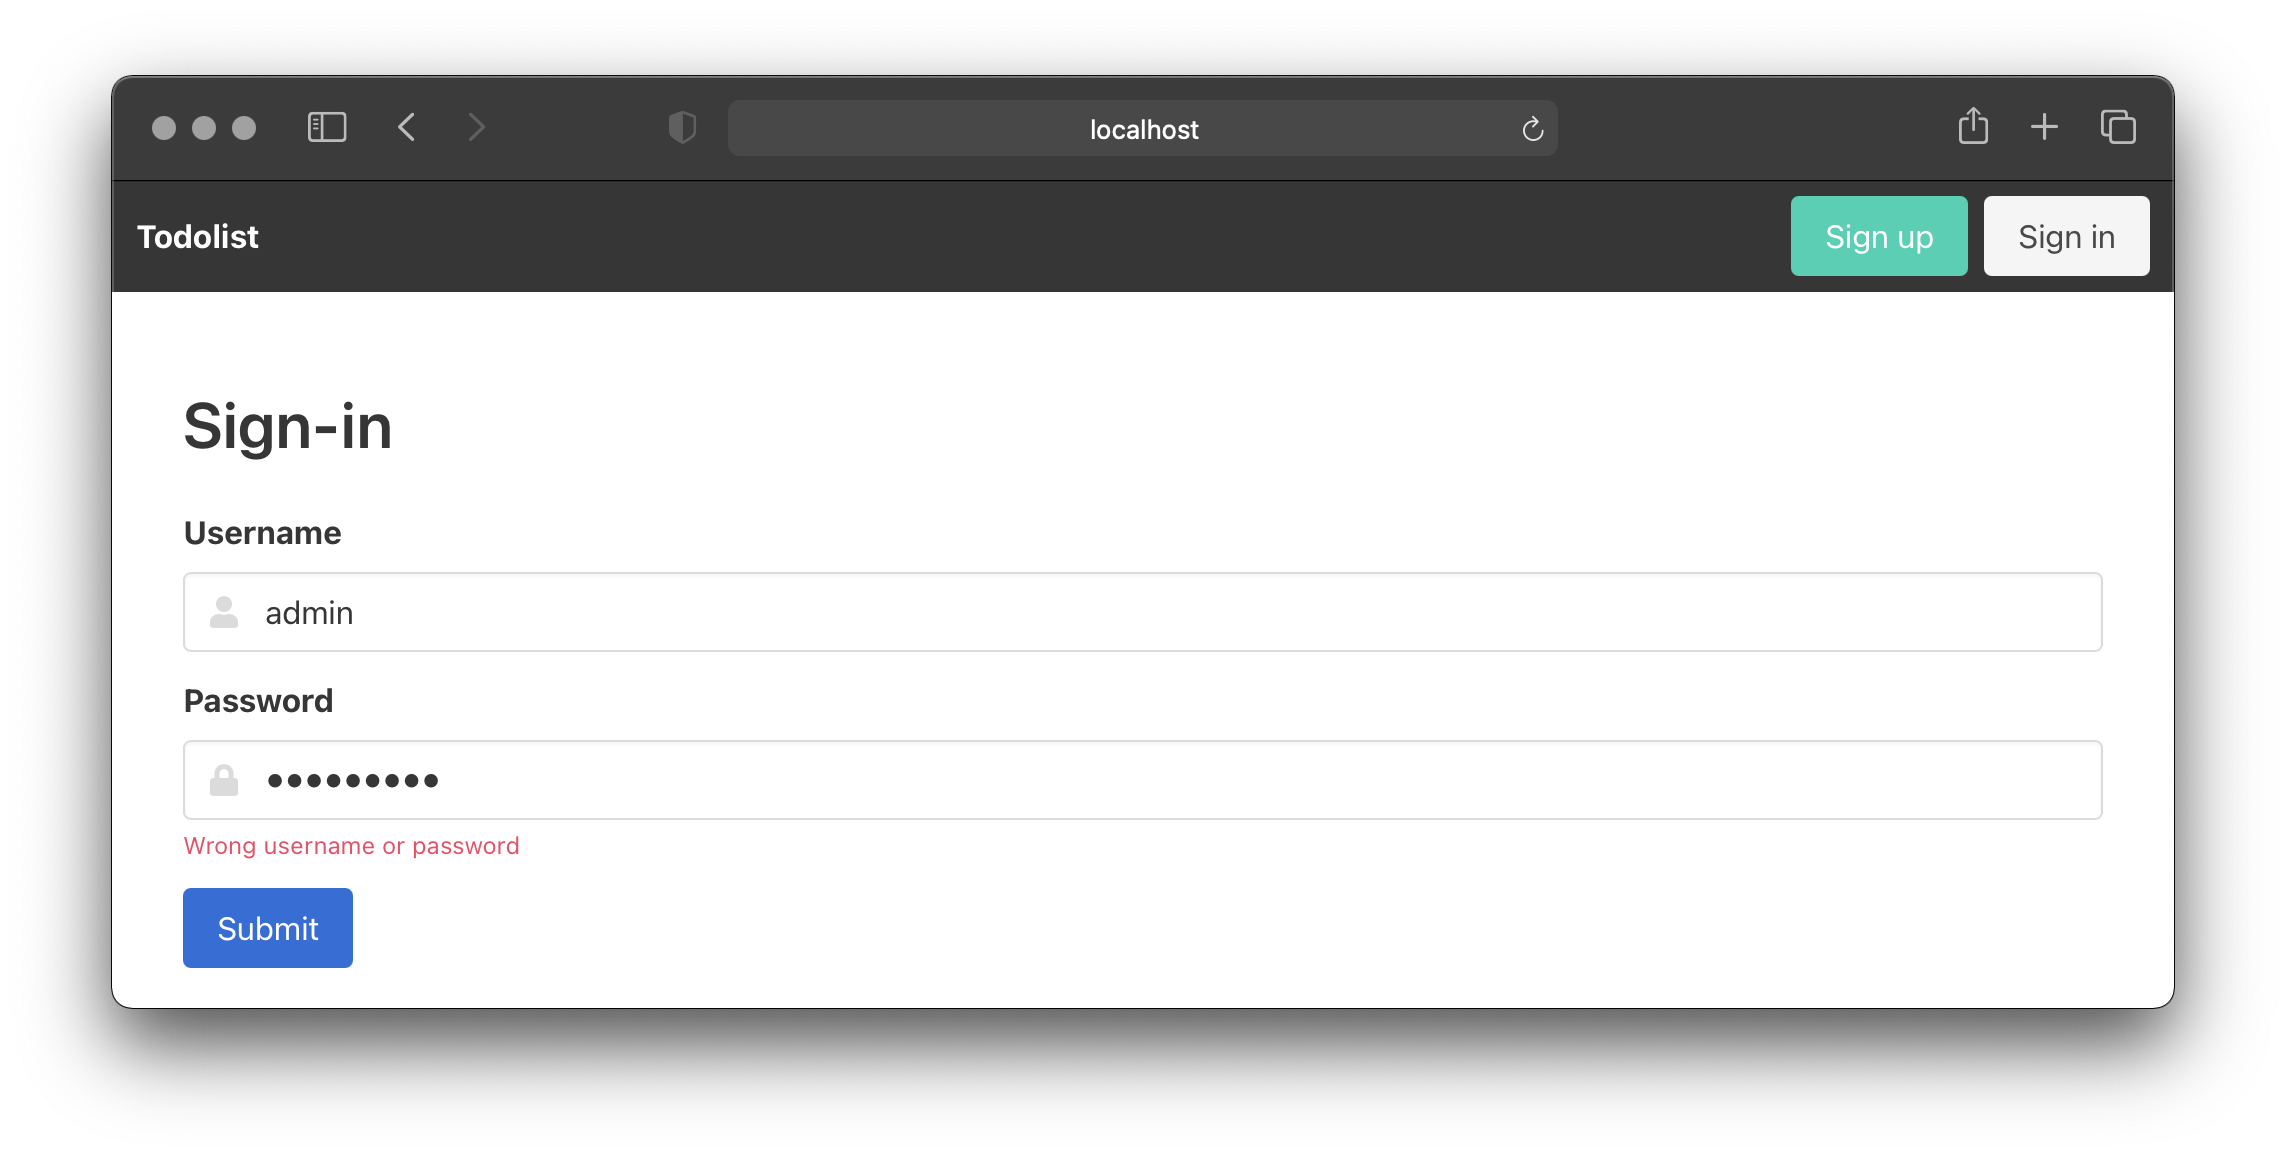 localhost
Todolist
Sign up
Sign in
Sign-in
Username
admin
Password
•••••••••
Wrong username or password
Submit